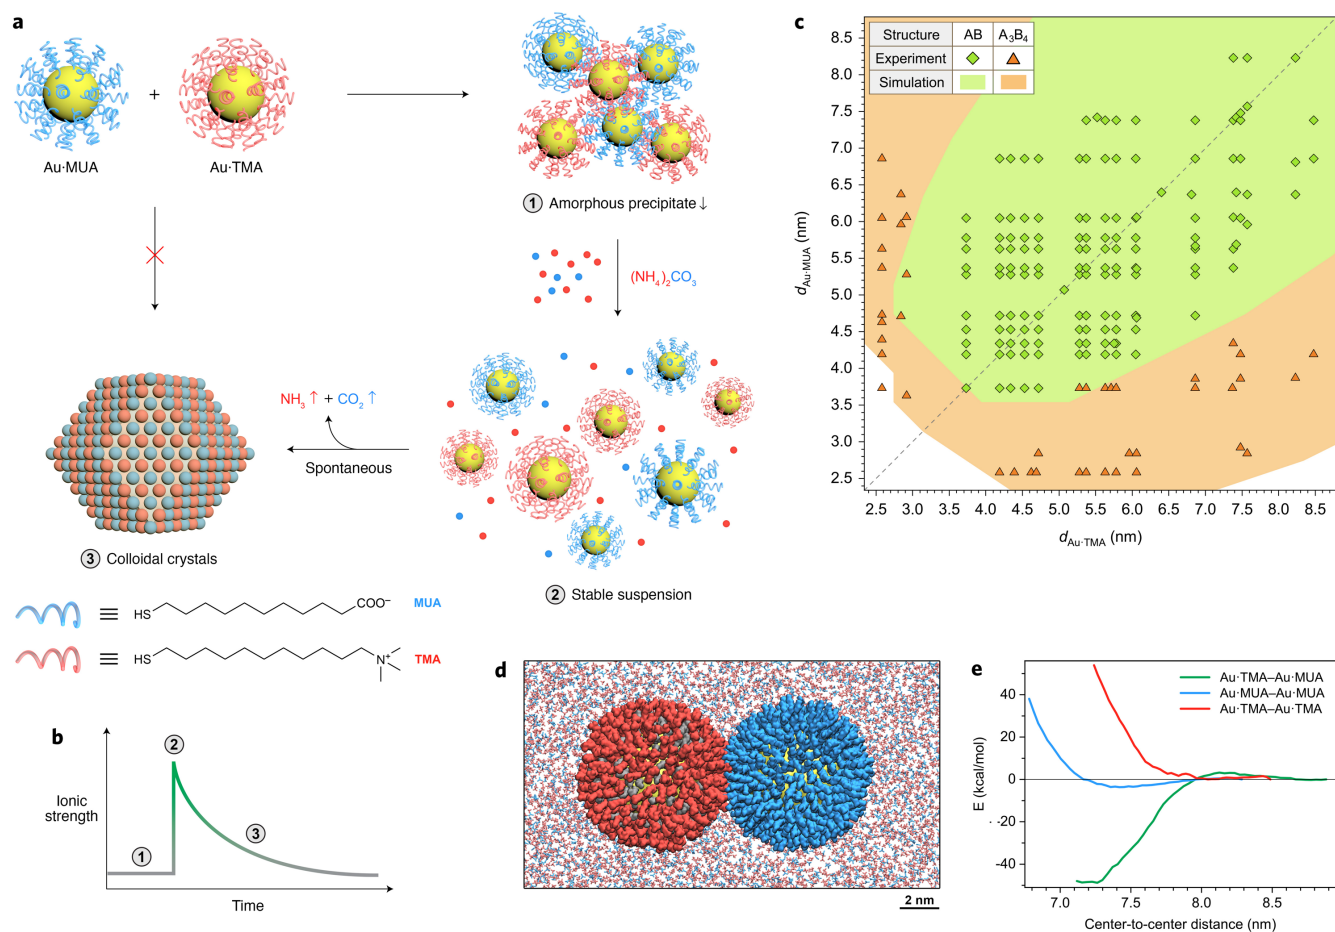 a
Au·MUA
+
Au·TMA
1 Amorphous precipitate ↓
(NH₄)₂CO₃
NH₃ ↑ + CO₂ ↑
Spontaneous
3 Colloidal crystals
2 Stable suspension
≡ HS COO⁻ MUA
≡ HS N⁺ TMA
b
Ionic
strength
1
2
3
Time
c
Structure AB A₃B₄
Experiment
Simulation
8.5
8.0
7.5
7.0
6.5
6.0
5.5
5.0
4.5
4.0
3.5
3.0
2.5
d Au·MUA (nm)
2.5 3.0 3.5 4.0 4.5 5.0 5.5 6.0 6.5 7.0 7.5 8.0 8.5
d Au·TMA (nm)
d
2 nm
e
Au·TMA–Au·MUA
Au·MUA–Au·MUA
Au·TMA–Au·TMA
40
20
0
-20
-40
E (kcal/mol)
7.0 7.5 8.0 8.5
Center-to-center distance (nm)